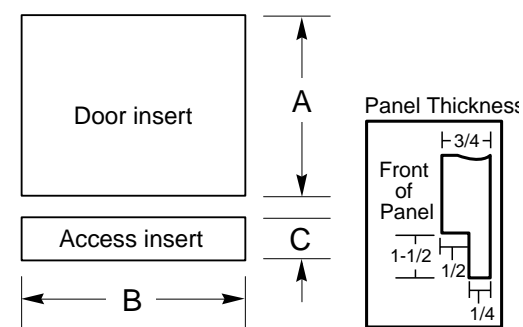 Door insert
A
Access insert
C
B
Panel Thickness
3/4
Front
of
Panel
1-1/2
1/2
1/4